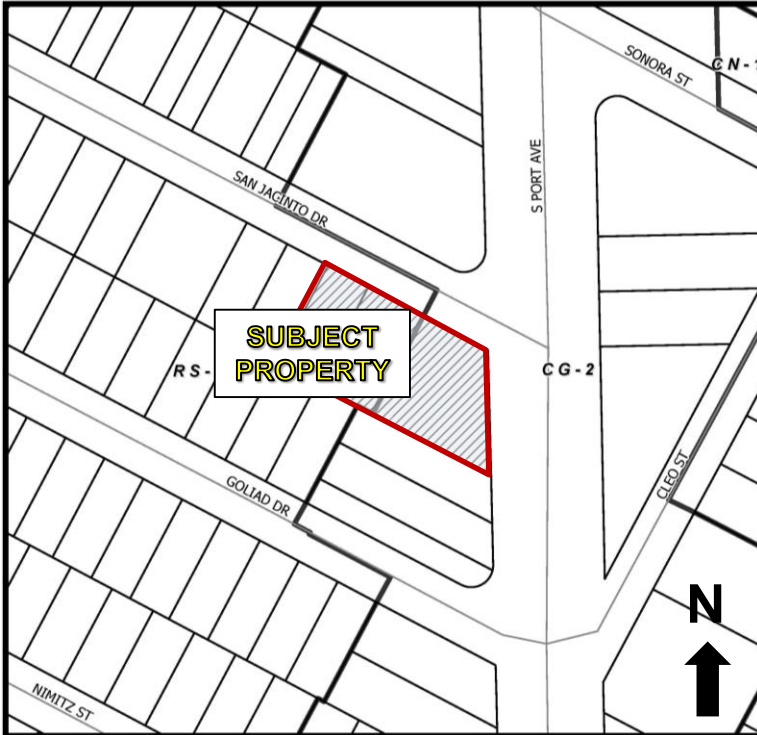 SONORA ST
CN-1
S PORT AVE
SAN JACINTO DR
SUBJECT
PROPERTY
RS-
CG-2
GOLIAD DR
CLEO ST
N
NIMITZ ST